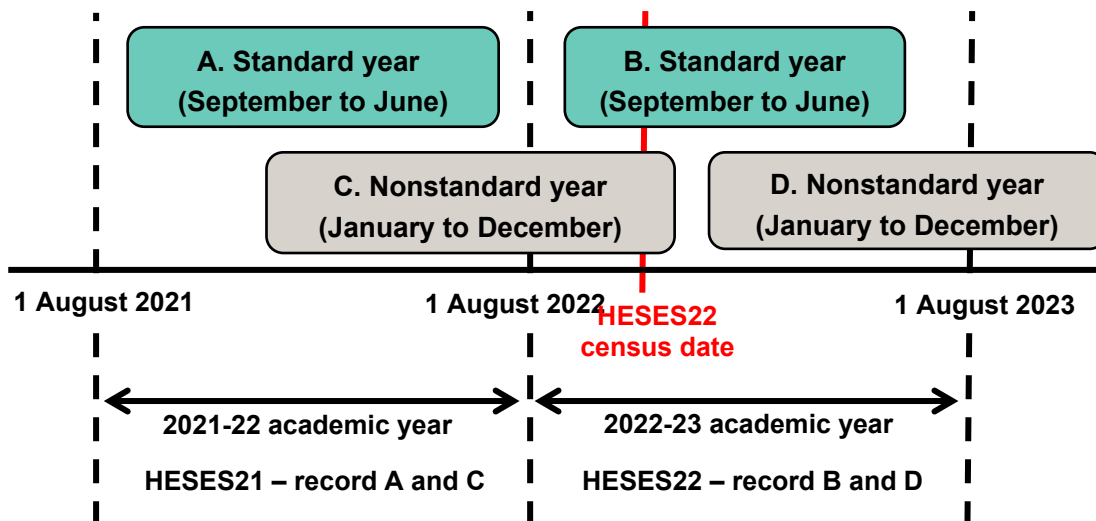 A. Standard year
(September to June)
B. Standard year
(September to June)
C. Nonstandard year
(January to December)
D. Nonstandard year
(January to December)
1 August 2021
1 August 2022
1 August 2023
HESES22
census date
2021-22 academic year
2022-23 academic year
HESES21 – record A and C
HESES22 – record B and D